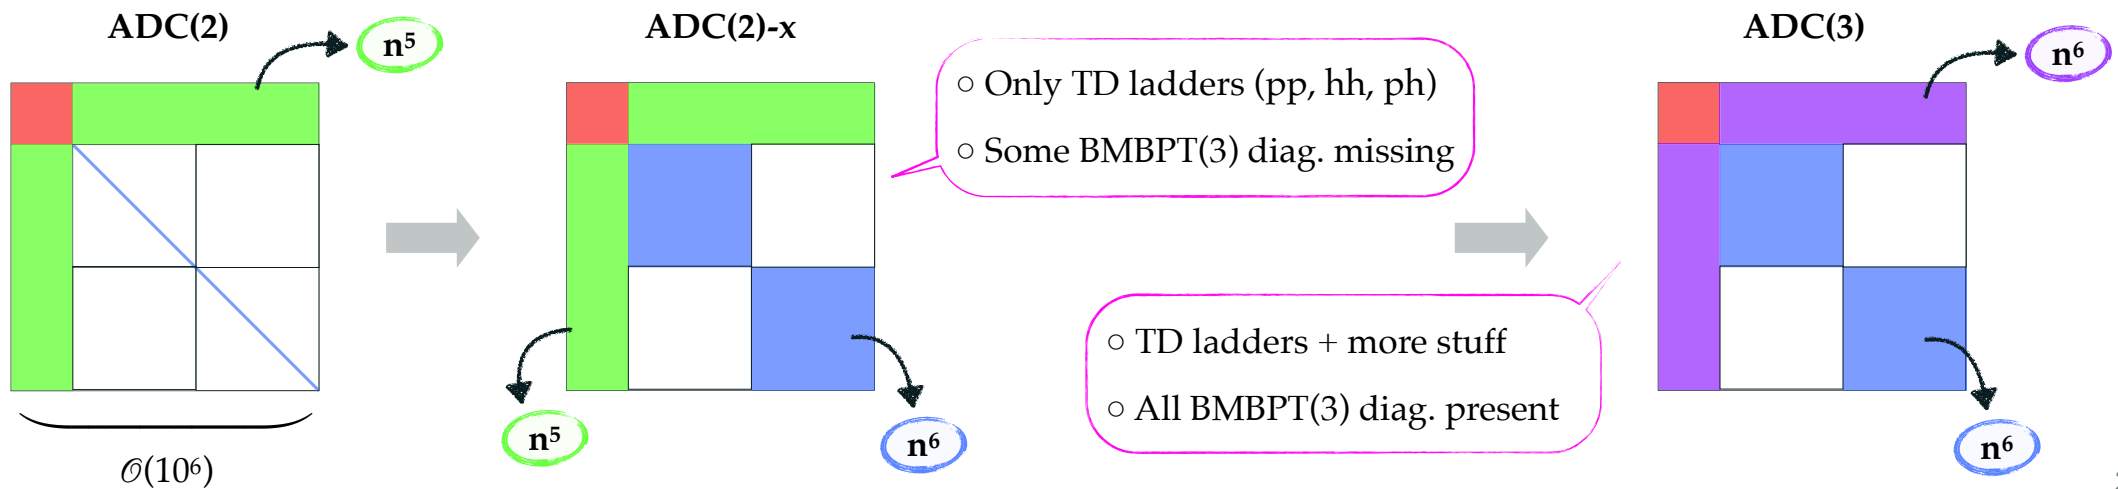 ADC(2)
n⁵
ADC(2)-x
○ Only TD ladders (pp, hh, ph)
○ Some BMBPT(3) diag. missing
ADC(3)
n⁶
○ TD ladders + more stuff
○ All BMBPT(3) diag. present
n⁵
n⁶
n⁶
𝒪(10⁶)